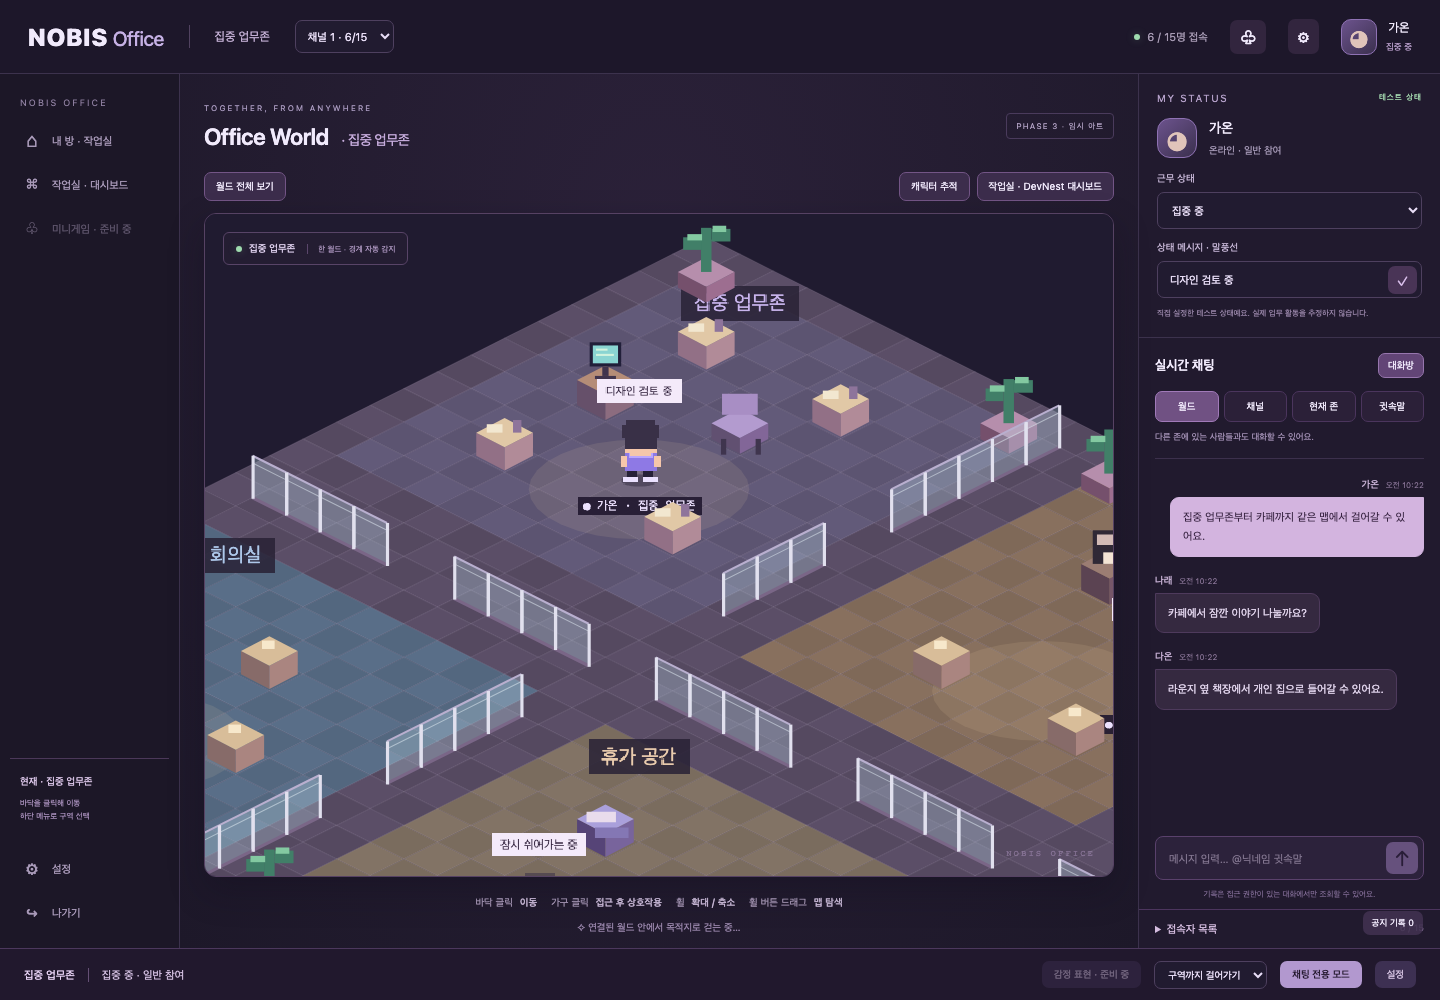 NOBIS Office
집중 업무존
채널 1 · 6/15
6 / 15명 접속
가온
집중 중
NOBIS OFFICE
내 방 · 작업실
작업실 · 대시보드
미니게임 · 준비 중
현재 · 집중 업무존
바닥을 클릭해 이동
하단 메뉴로 구역 선택
설정
나가기
TOGETHER, FROM ANYWHERE
Office World · 집중 업무존
PHASE 3 · 임시 아트
월드 전체 보기
캐릭터 추적
작업실 · DevNest 대시보드
집중 업무존
한 월드 · 경계 자동 감지
집중 업무존
디자인 검토 중
가온 · 집중 업무존
회의실
휴가 공간
잠시 쉬어가는 중
NOBIS OFFICE
바닥 클릭 이동 가구 클릭 접근 후 상호작용 휠 확대 / 축소 휠 버튼 드래그 맵 탐색
✧ 연결된 월드 안에서 목적지로 걷는 중...
MY STATUS
테스트 상태
가온
온라인 · 일반 참여
근무 상태
집중 중
상태 메시지 · 말풍선
디자인 검토 중
직접 설정한 테스트 상태예요. 실제 업무 활동을 추정하지 않습니다.
실시간 채팅
대화방
월드
채널
현재 존
귓속말
다른 존에 있는 사람들과도 대화할 수 있어요.
가온 오전 10:22
집중 업무존부터 카페까지 같은 맵에서 걸어갈 수 있
어요.
나래 오전 10:22
카페에서 잠깐 이야기 나눌까요?
다온 오전 10:22
라운지 옆 책장에서 개인 집으로 들어갈 수 있어요.
메시지 입력... @닉네임 귓속말
기록은 접근 권한이 있는 대화에서만 조회할 수 있어요.
▶ 접속자 목록
공지 기록 0
집중 업무존
집중 중 · 일반 참여
감정 표현 · 준비 중
구역까지 걸어가기
채팅 전용 모드
설정